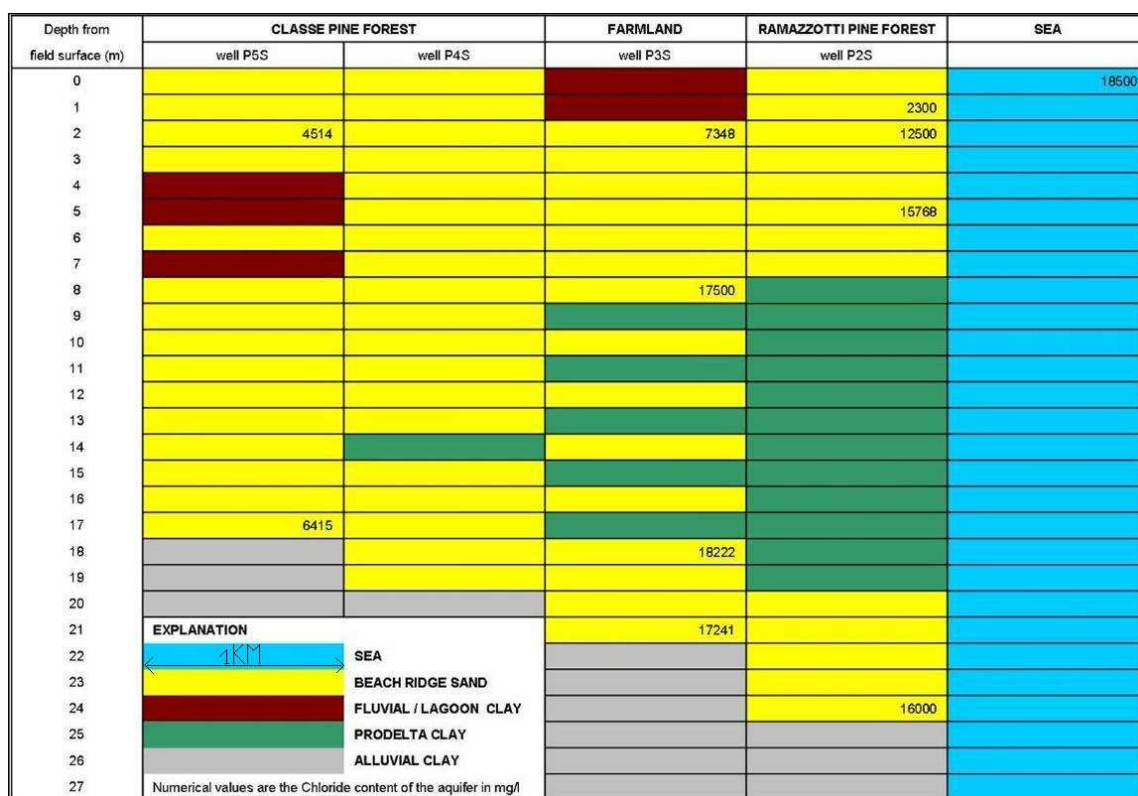 Depth from CLASSE PINE FOREST FARMLAND RAMAZZOTTI PINE FOREST SEA
field surface (m) well P5S well P4S well P3S well P2S
0 18500
1 2300
2 4514 7348 12500
3
4
5 15768
6
7
8 17500
9
10
11
12
13
14
15
16
17 6415
18 18222
19
20
21 EXPLANATION 17241
22 1KM SEA
23 BEACH RIDGE SAND
24 FLUVIAL / LAGOON CLAY 16000
25 PRODELTA CLAY
26 ALLUVIAL CLAY
27 Numerical values are the Chloride content of the aquifer in mg/l